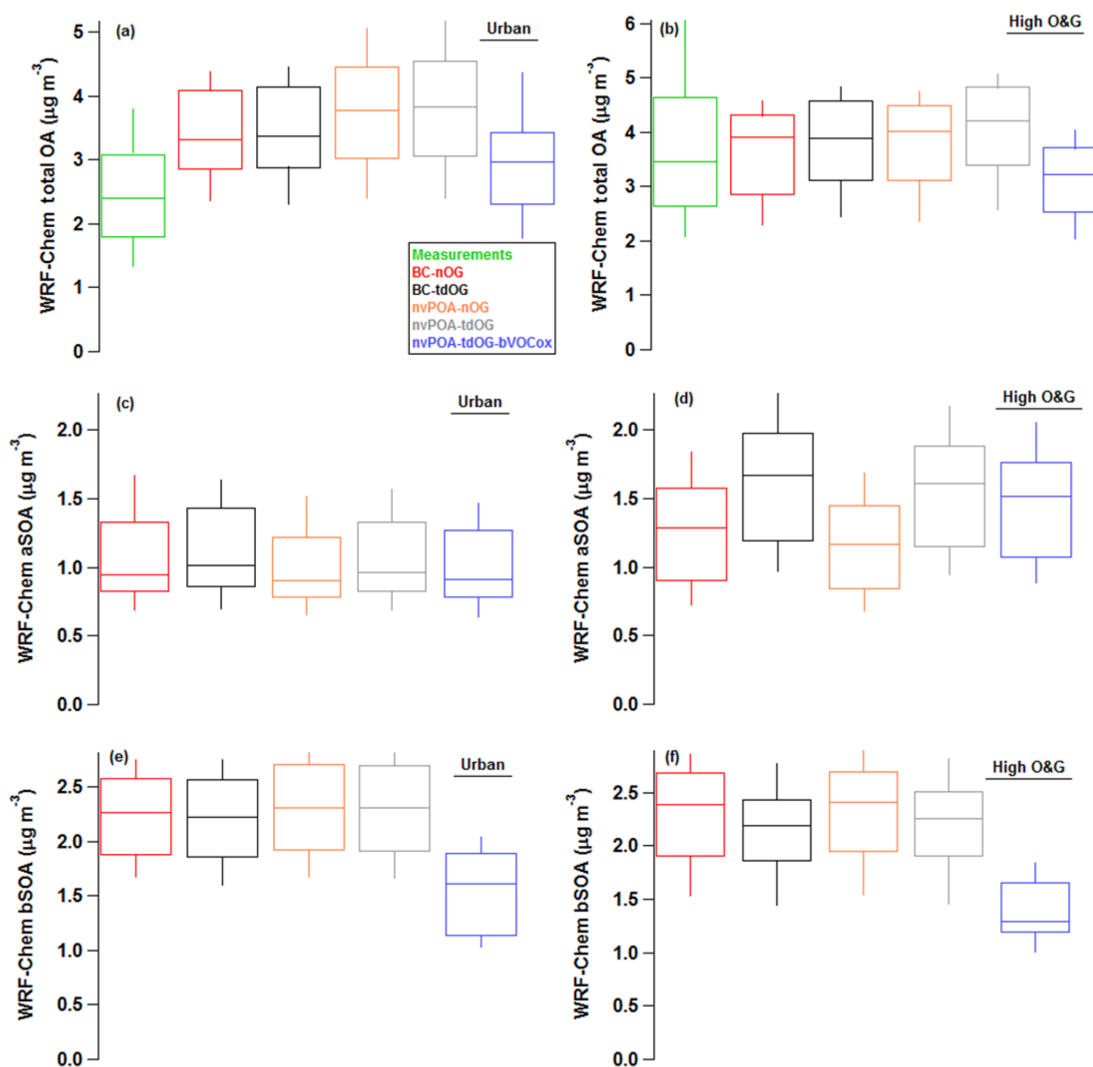 (a)
Urban
WRF-Chem total OA (µg m⁻³)
5
4
3
2
1
0
Measurements
BC-nOG
BC-tdOG
nvPOA-nOG
nvPOA-tdOG
nvPOA-tdOG-bVOCox
(b)
High O&G
WRF-Chem total OA (µg m⁻³)
6
5
4
3
2
1
0
(c)
Urban
WRF-Chem aSOA (µg m⁻³)
2.0
1.5
1.0
0.5
0.0
(d)
High O&G
WRF-Chem aSOA (µg m⁻³)
2.0
1.5
1.0
0.5
0.0
(e)
Urban
WRF-Chem bSOA (µg m⁻³)
2.5
2.0
1.5
1.0
0.5
0.0
(f)
High O&G
WRF-Chem bSOA (µg m⁻³)
2.5
2.0
1.5
1.0
0.5
0.0